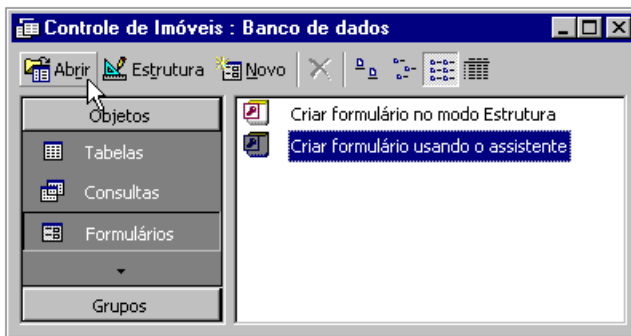 Controle de Imóveis : Banco de dados
Abrir Estrutura Novo
Objetos
Tabelas
Consultas
Formulários
Grupos
Criar formulário no modo Estrutura
Criar formulário usando o assistente